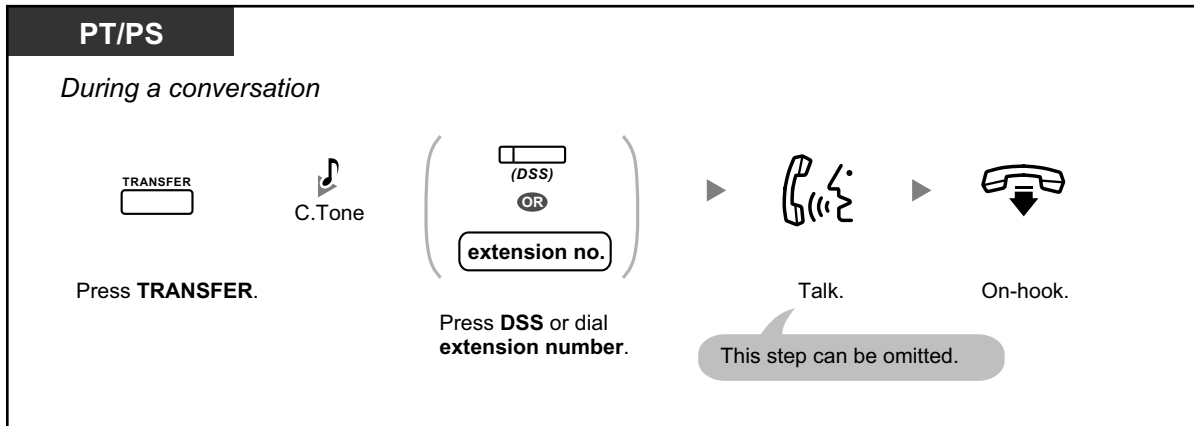 PT/PS
During a conversation
TRANSFER
C.Tone
(DSS)
OR
extension no.
Press TRANSFER.
Press DSS or dial
extension number.
Talk.
On-hook.
This step can be omitted.